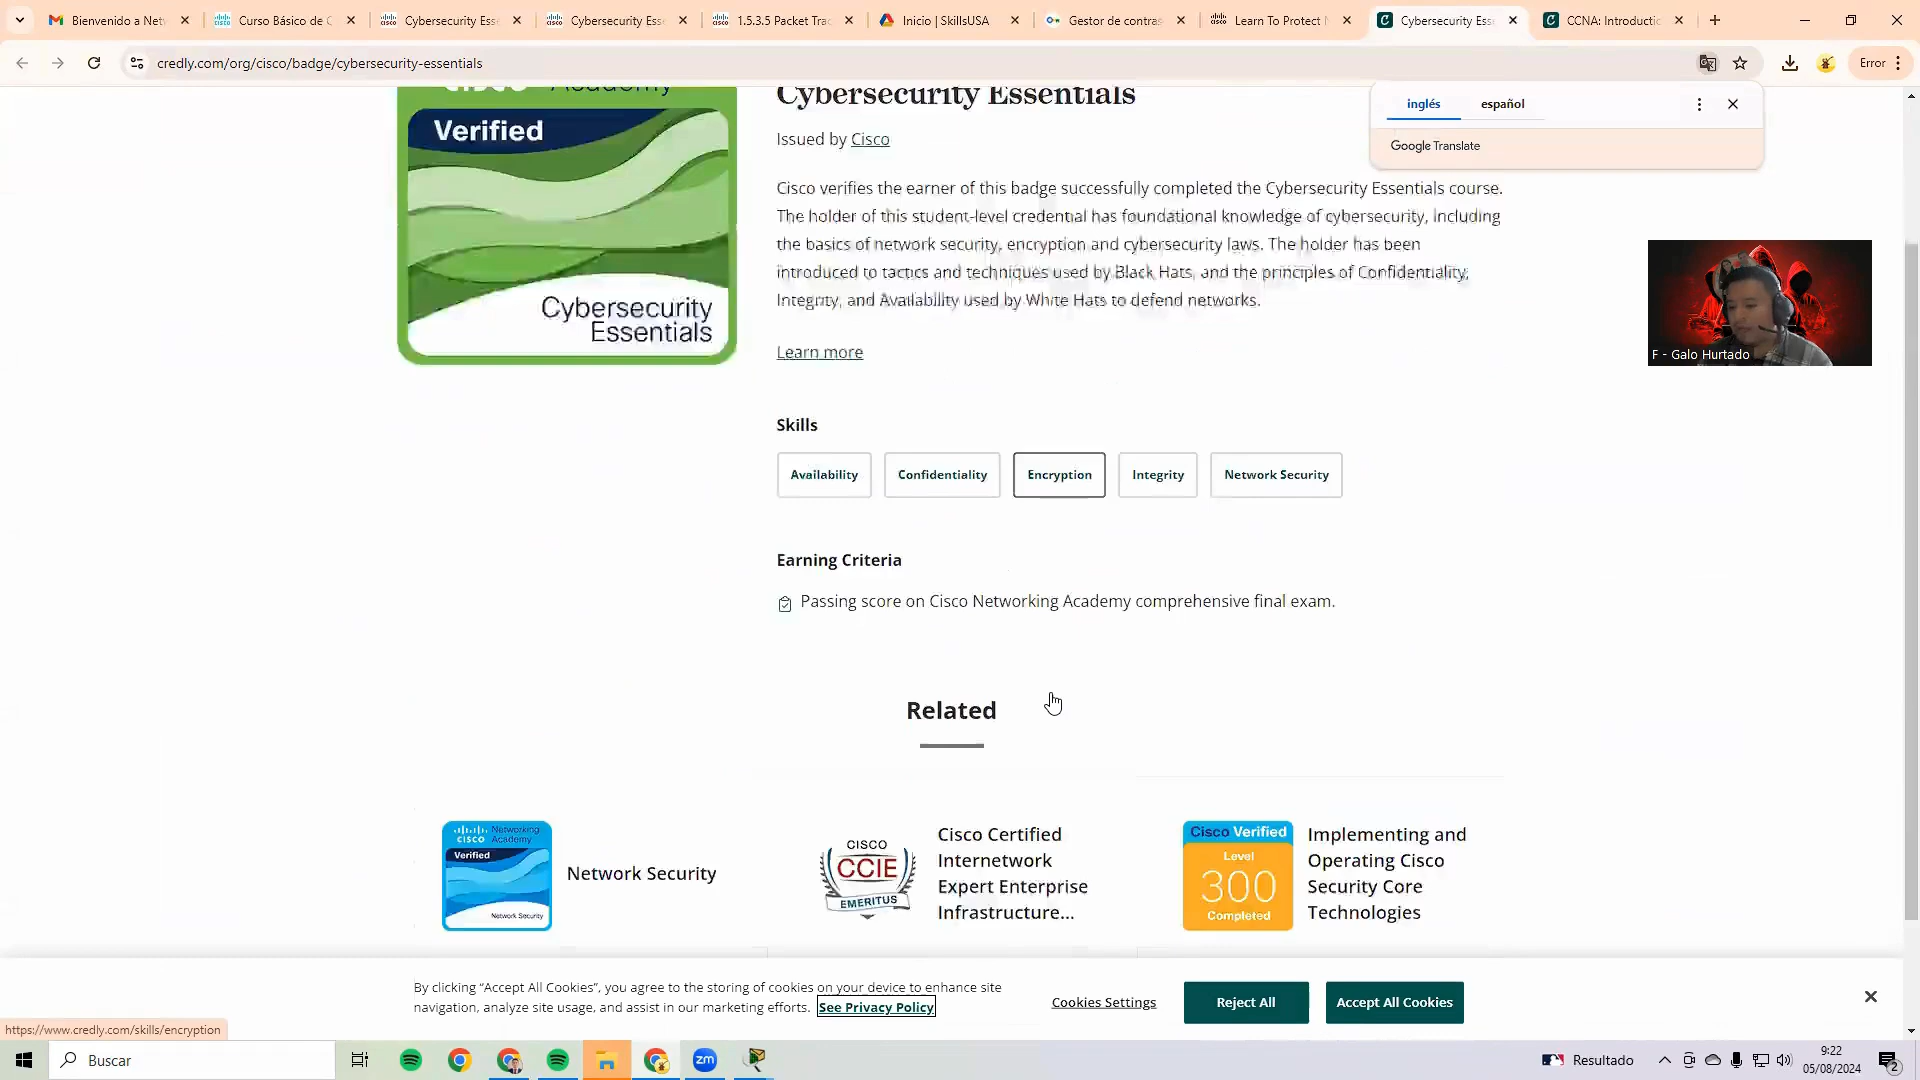 Bienvenido a Net
Curso Básico de C
Cybersecurity Esse
Cybersecurity Esse
1.5.3.5 Packet Trac
Inicio | SkillsUSA
Gestor de contras
Learn To Protect N
Cybersecurity Esse
CCNA: Introductio
credly.com/org/cisco/badge/cybersecurity-essentials
Error
inglés
español
Google Translate
cisco Academy
Verified
Cybersecurity
Essentials
Cybersecurity Essentials
Issued by Cisco
Cisco verifies the earner of this badge successfully completed the Cybersecurity Essentials course.
The holder of this student-level credential has foundational knowledge of cybersecurity, including
the basics of network security, encryption and cybersecurity laws. The holder has been
introduced to tactics and techniques used by Black Hats, and the principles of Confidentiality,
Integrity, and Availability used by White Hats to defend networks.
Learn more
F - Galo Hurtado
Skills
Availability
Confidentiality
Encryption
Integrity
Network Security
Earning Criteria
Passing score on Cisco Networking Academy comprehensive final exam.
Related
cisco Networking Academy
Verified
Network Security
Network Security
CISCO
CCIE
EMERITUS
Cisco Certified
Internetwork
Expert Enterprise
Infrastructure...
Cisco Verified
Level
300
Completed
Implementing and
Operating Cisco
Security Core
Technologies
By clicking “Accept All Cookies”, you agree to the storing of cookies on your device to enhance site
navigation, analyze site usage, and assist in our marketing efforts. See Privacy Policy
Cookies Settings
Reject All
Accept All Cookies
https://www.credly.com/skills/encryption
Buscar
zm
Resultado
9:22
05/08/2024
2